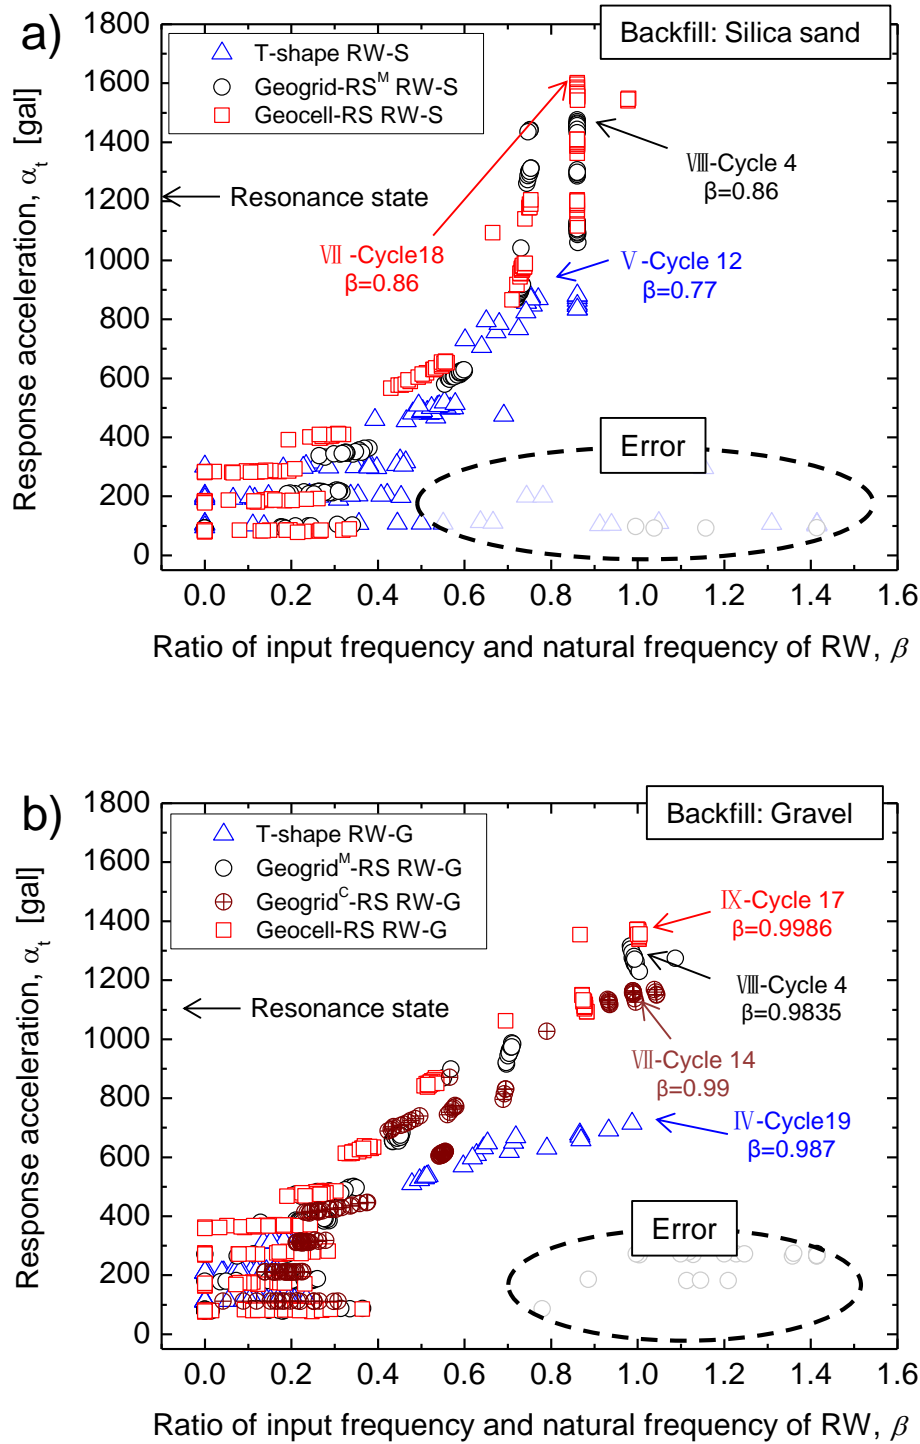 a)
Backfill: Silica sand
T-shape RW-S
Geogrid-RSᴹ RW-S
Geocell-RS RW-S
Response acceleration, αt [gal]
1800
1600
1400
1200
1000
800
600
400
200
0
Resonance state
Ⅷ-Cycle 4
β=0.86
Ⅶ -Cycle18
β=0.86
Ⅴ-Cycle 12
β=0.77
Error
0.0 0.2 0.4 0.6 0.8 1.0 1.2 1.4 1.6
Ratio of input frequency and natural frequency of RW, β
b)
Backfill: Gravel
T-shape RW-G
Geogridᴹ-RS RW-G
Geogridᶜ-RS RW-G
Geocell-RS RW-G
Response acceleration, αt [gal]
1800
1600
1400
1200
1000
800
600
400
200
0
Resonance state
Ⅸ-Cycle 17
β=0.9986
Ⅷ-Cycle 4
β=0.9835
Ⅶ-Cycle 14
β=0.99
Ⅳ-Cycle19
β=0.987
Error
0.0 0.2 0.4 0.6 0.8 1.0 1.2 1.4 1.6
Ratio of input frequency and natural frequency of RW, β